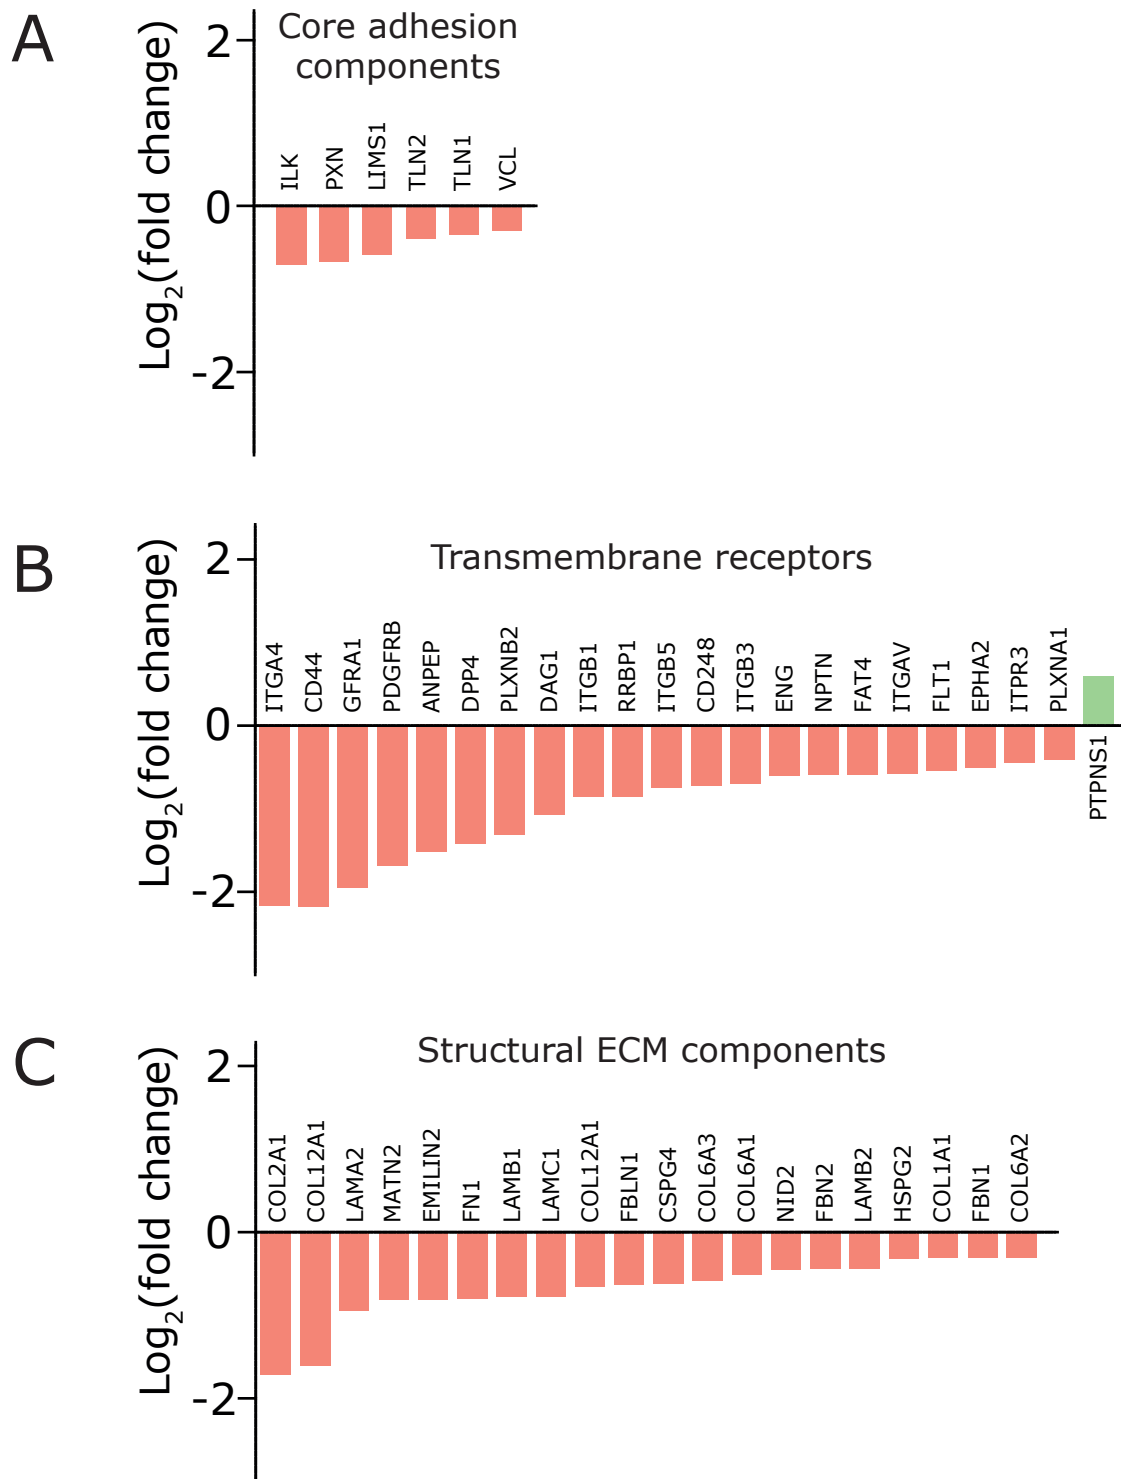 A
Core adhesion
components
Log2(fold change)
2
0
-2
ILK
PXN
LIMS1
TLN2
TLN1
VCL
B
Transmembrane receptors
Log2(fold change)
2
0
-2
ITGA4
CD44
GFRA1
PDGFRB
ANPEP
DPP4
PLXNB2
DAG1
ITGB1
RRBP1
ITGB5
CD248
ITGB3
ENG
NPTN
FAT4
ITGAV
FLT1
EPHA2
ITPR3
PLXNA1
PTPNS1
C
Structural ECM components
Log2(fold change)
2
0
-2
COL2A1
COL12A1
LAMA2
MATN2
EMILIN2
FN1
LAMB1
LAMC1
COL12A1
FBLN1
CSPG4
COL6A3
COL6A1
NID2
FBN2
LAMB2
HSPG2
COL1A1
FBN1
COL6A2